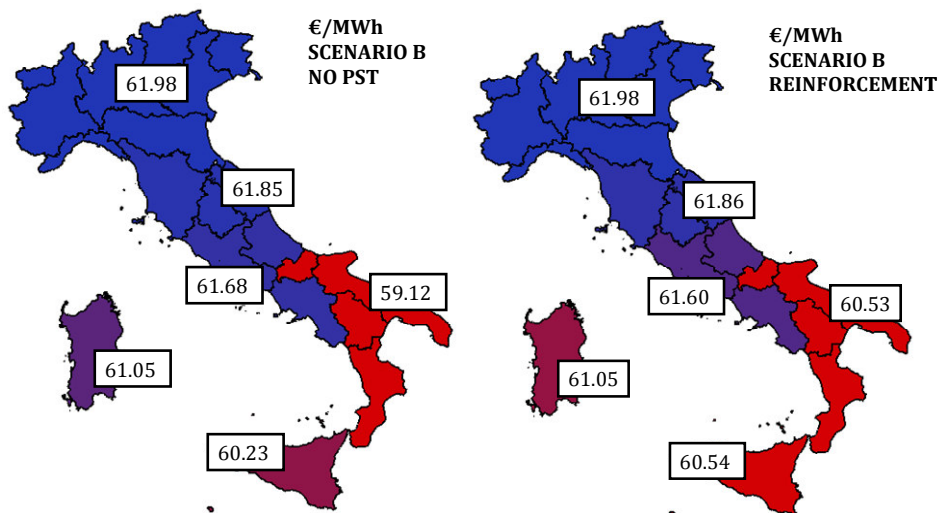 €/MWh
SCENARIO B
NO PST
61.98
61.85
61.68
59.12
61.05
60.23
€/MWh
SCENARIO B
REINFORCEMENT
61.98
61.86
61.60
60.53
61.05
60.54